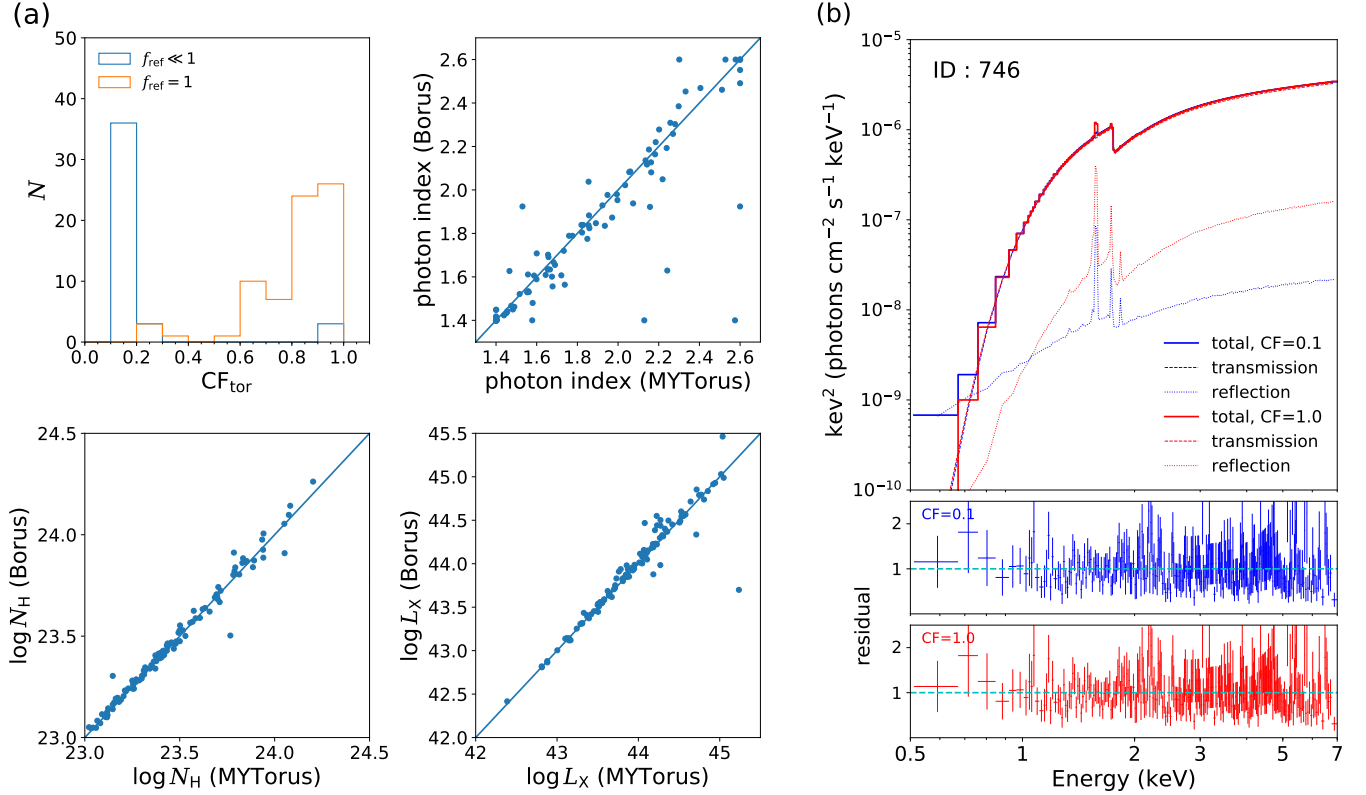 (a)
50
40
30
20
10
0
N
f_ref ≪ 1
f_ref = 1
0.0 0.2 0.4 0.6 0.8 1.0
CF_tor
2.6
2.4
2.2
2.0
1.8
1.6
1.4
photon index (Borus)
1.4 1.6 1.8 2.0 2.2 2.4 2.6
photon index (MYTorus)
24.5
24.0
23.5
23.0
log N_H (Borus)
23.0 23.5 24.0 24.5
log N_H (MYTorus)
45.5
45.0
44.5
44.0
43.5
43.0
42.5
42.0
log L_X (Borus)
42 43 44 45
log L_X (MYTorus)
(b)
ID : 746
10⁻⁵
10⁻⁶
10⁻⁷
10⁻⁸
10⁻⁹
10⁻¹⁰
kev² (photons cm⁻² s⁻¹ keV⁻¹)
total, CF=0.1
transmission
reflection
total, CF=1.0
transmission
reflection
CF=0.1
2
1
CF=1.0
2
1
residual
0.5 1 2 3 4 5 7
Energy (keV)